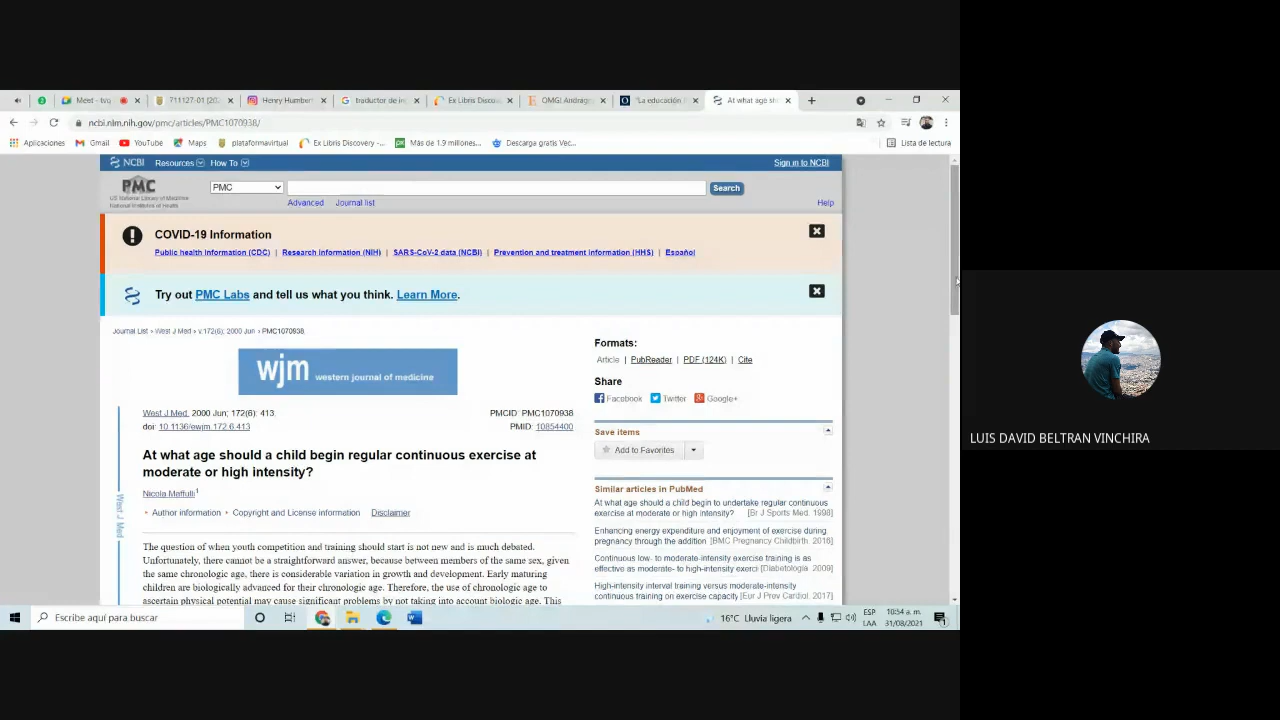 Meet - tvo
711127-01 [20
Henry Humbert
traductor de in
Ex Libris Discov
OMG! Andrago
"La educación
At what age sh
ncbi.nlm.nih.gov/pmc/articles/PMC1070938/
Aplicaciones
Gmail
YouTube
Maps
plataformavirtual
Ex Libris Discovery -...
Más de 1.9 millones...
Descarga gratis Vec...
Lista de lectura
NCBI Resources How To Sign in to NCBI
PMC
US National Library of Medicine
National Institutes of Health
PMC
Search
Advanced Journal list
Help
COVID-19 Information
Public health information (CDC) | Research information (NIH) | SARS-CoV-2 data (NCBI) | Prevention and treatment information (HHS) | Español
Try out PMC Labs and tell us what you think. Learn More.
Journal List > West J Med > v.172(6); 2000 Jun > PMC1070938
wjm western journal of medicine
West J Med. 2000 Jun; 172(6): 413.
PMCID: PMC1070938
doi: 10.1136/ewjm.172.6.413
PMID: 10854400
At what age should a child begin regular continuous exercise at
moderate or high intensity?
Nicola Maffulli1
Author information Copyright and License information Disclaimer
West J Med
The question of when youth competition and training should start is not new and is much debated.
Unfortunately, there cannot be a straightforward answer, because between members of the same sex, given
the same chronologic age, there is considerable variation in growth and development. Early maturing
children are biologically advanced for their chronologic age. Therefore, the use of chronologic age to
ascertain physical potential may cause significant problems by not taking into account biologic age. This
Formats:
Article | PubReader | PDF (124K) | Cite
Share
Facebook Twitter Google+
Save items
Add to Favorites
Similar articles in PubMed
At what age should a child begin to undertake regular continuous
exercise at moderate or high intensity? [Br J Sports Med. 1998]
Enhancing energy expenditure and enjoyment of exercise during
pregnancy through the addition [BMC Pregnancy Childbirth. 2016]
Continuous low- to moderate-intensity exercise training is as
effective as moderate- to high-intensity exerci [Diabetologia. 2009]
High-intensity interval training versus moderate-intensity
continuous training on exercise capacity [Eur J Prev Cardiol. 2017]
LUIS DAVID BELTRAN VINCHIRA
Escribe aquí para buscar
16°C Lluvia ligera
ESP
LAA
10:54 a. m.
31/08/2021
1